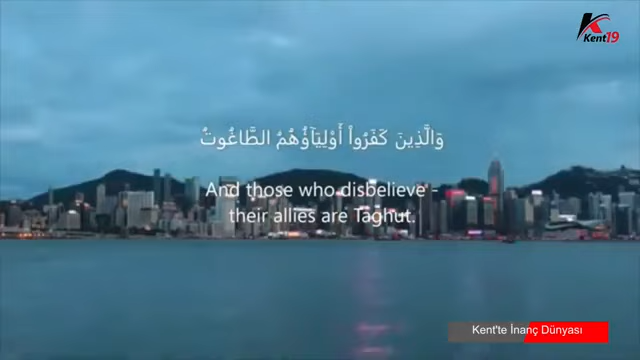 Kent19
وَالَّذِينَ كَفَرُواْ أَوْلِيَآؤُهُمُ الطَّاغُوتُ
And those who disbelieve -
their allies are Taghut.
Kent'te İnanç Dünyası